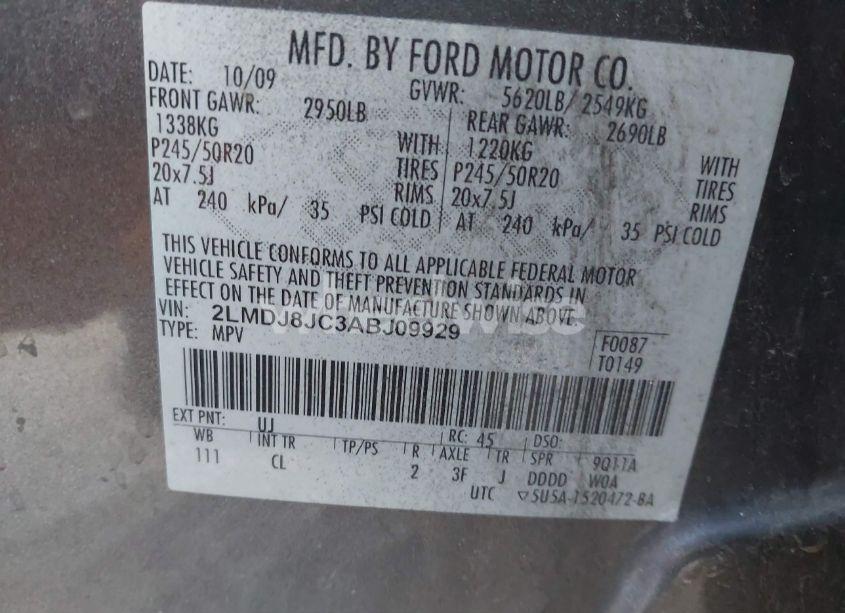 MFD. BY FORD MOTOR CO.
DATE: 10/09 GVWR: 5620LB/ 2549KG
FRONT GAWR: 2950LB REAR GAWR: 2690LB
1338KG WITH 1220KG WITH
P245/50R20 TIRES P245/50R20 TIRES
20x7.5J RIMS 20x7.5J RIMS
AT 240 kPa/ 35 PSI COLD AT 240 kPa/ 35 PSI COLD
THIS VEHICLE CONFORMS TO ALL APPLICABLE FEDERAL MOTOR
VEHICLE SAFETY AND THEFT PREVENTION STANDARDS IN
EFFECT ON THE DATE OF MANUFACTURE SHOWN ABOVE.
VIN: 2LMDJ8JC3ABJ09929
TYPE: MPV
F0087
T0149
EXT PNT: UJ RC: 45 DSO:
WB INT TR TP/PS R AXLE TR SPR 9Q11A
111 CL 2 3F J DDDD W0A
UTC ▽5U5A-1520472-BA